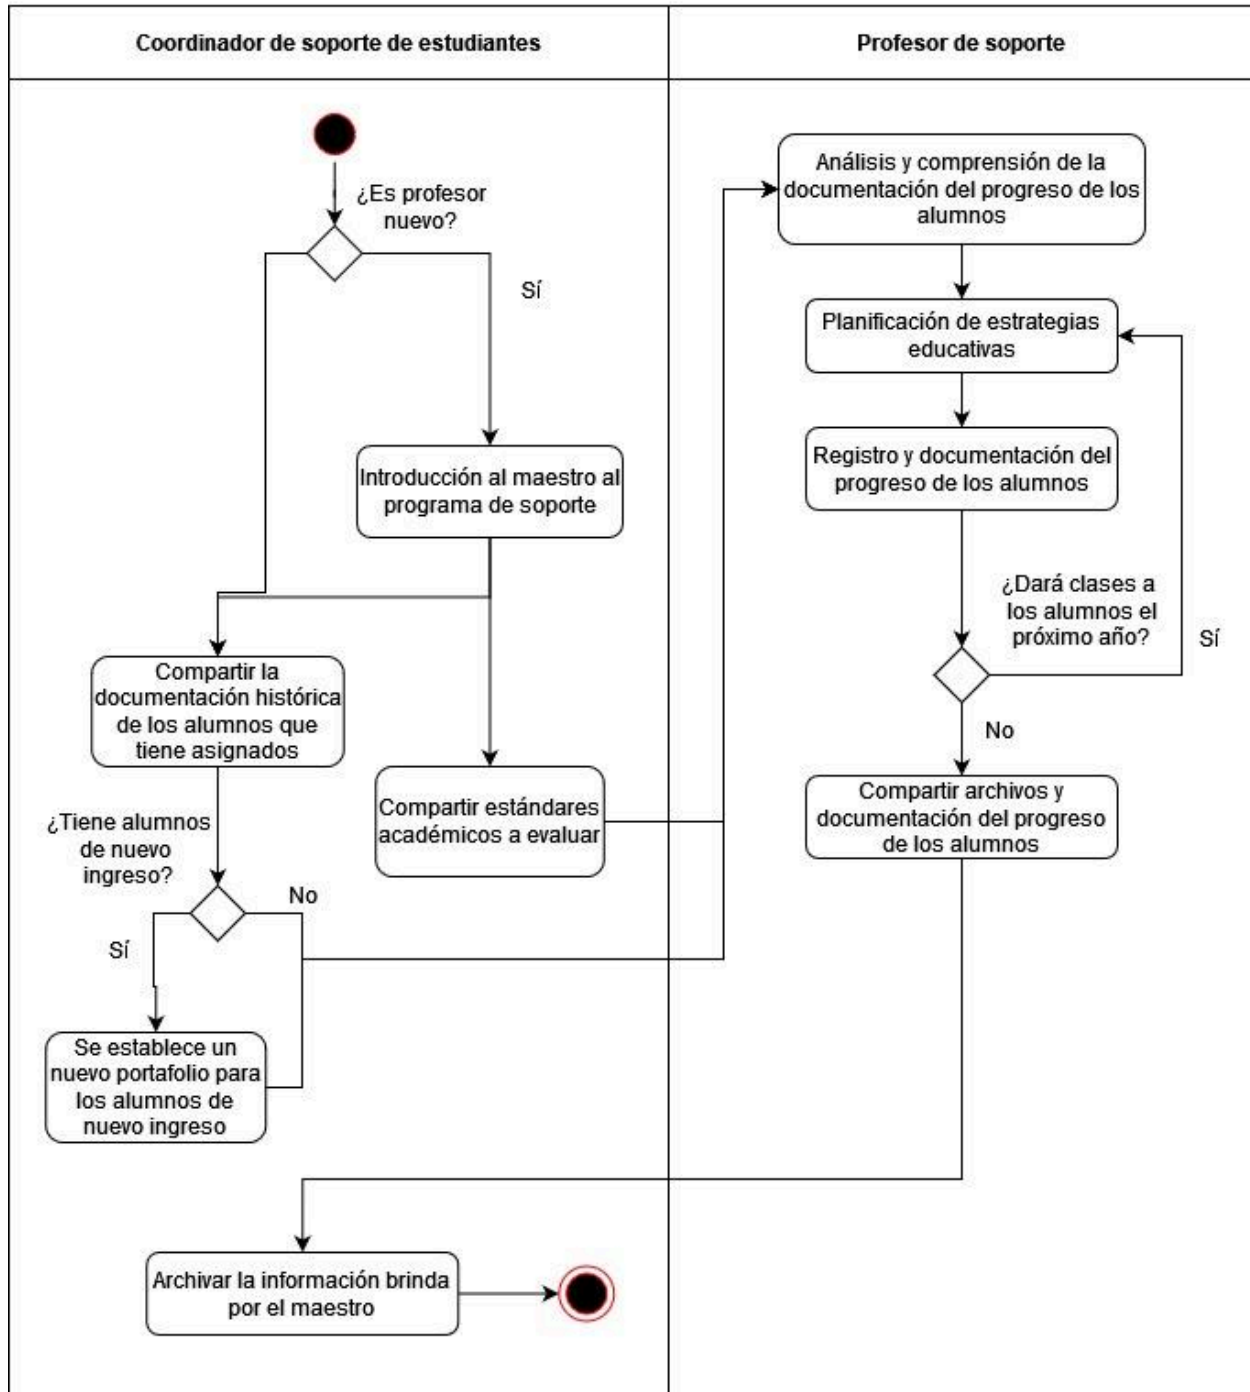 Coordinador de soporte de estudiantes
Profesor de soporte
¿Es profesor
nuevo?
Sí
Introducción al maestro al
programa de soporte
Compartir la
documentación histórica
de los alumnos que
tiene asignados
Compartir estándares
académicos a evaluar
¿Tiene alumnos
de nuevo
ingreso?
No
Sí
Se establece un
nuevo portafolio para
los alumnos de
nuevo ingreso
Archivar la información brinda
por el maestro
Análisis y comprensión de la
documentación del progreso de los
alumnos
Planificación de estrategias
educativas
Registro y documentación del
progreso de los alumnos
¿Dará clases a
los alumnos el
próximo año?
Sí
No
Compartir archivos y
documentación del progreso
de los alumnos